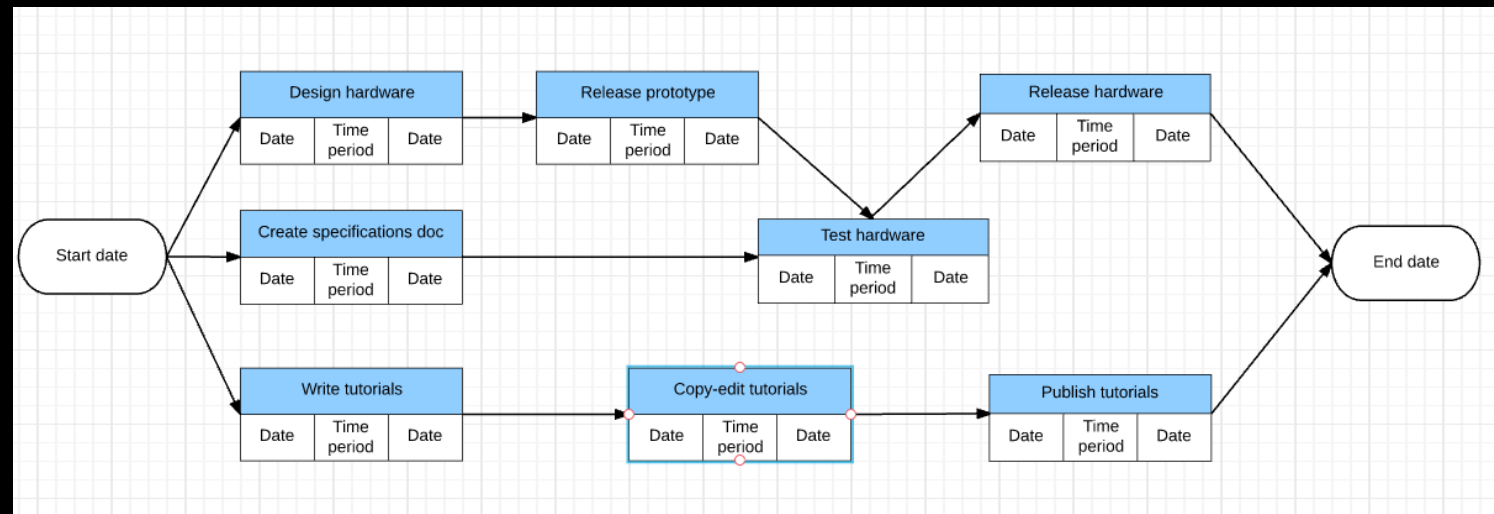 Design hardware
Date Time period Date
Release prototype
Date Time period Date
Release hardware
Date Time period Date
Start date
Create specifications doc
Date Time period Date
Test hardware
Date Time period Date
End date
Write tutorials
Date Time period Date
Copy-edit tutorials
Date Time period Date
Publish tutorials
Date Time period Date